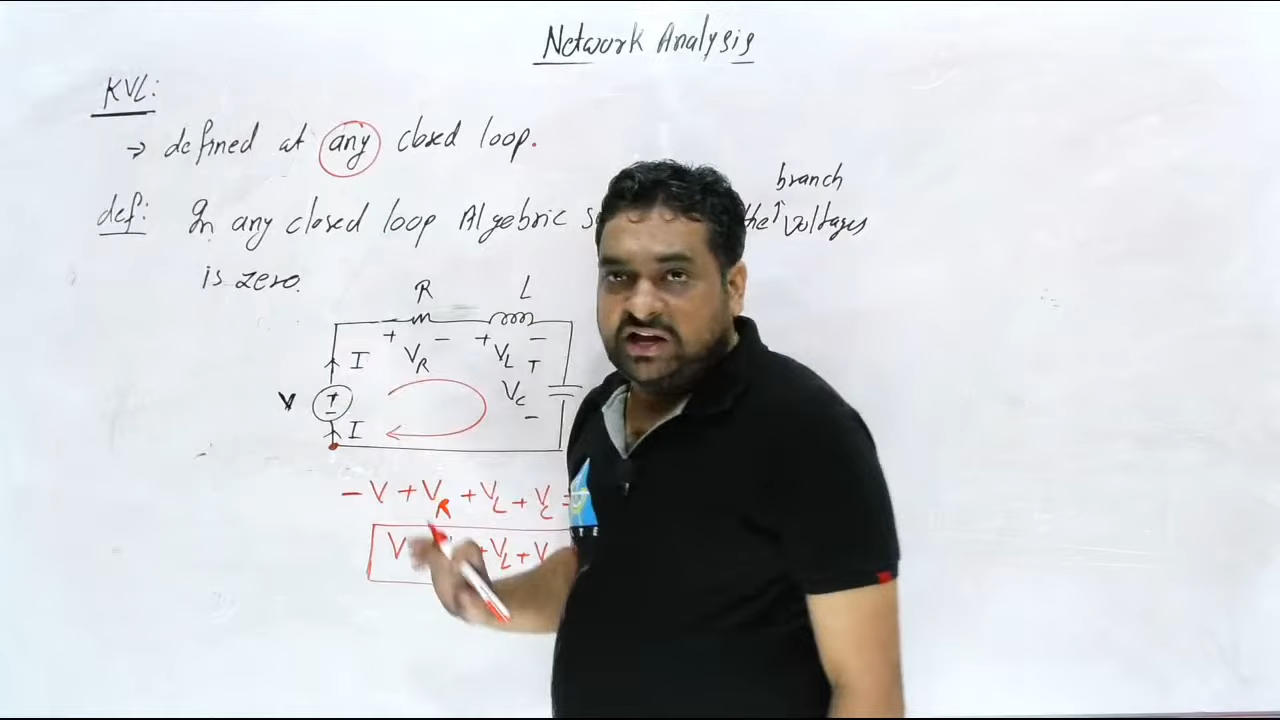 Network Analysis
KVL:
→ defined at any closed loop.
branch
def: In any closed loop Algebric the ↑ voltages
is zero.
R L
+ - + -
I V_R V_L +
V + - V_C
I -
-V + V_R + V_L + V_C =
V + V_L + V